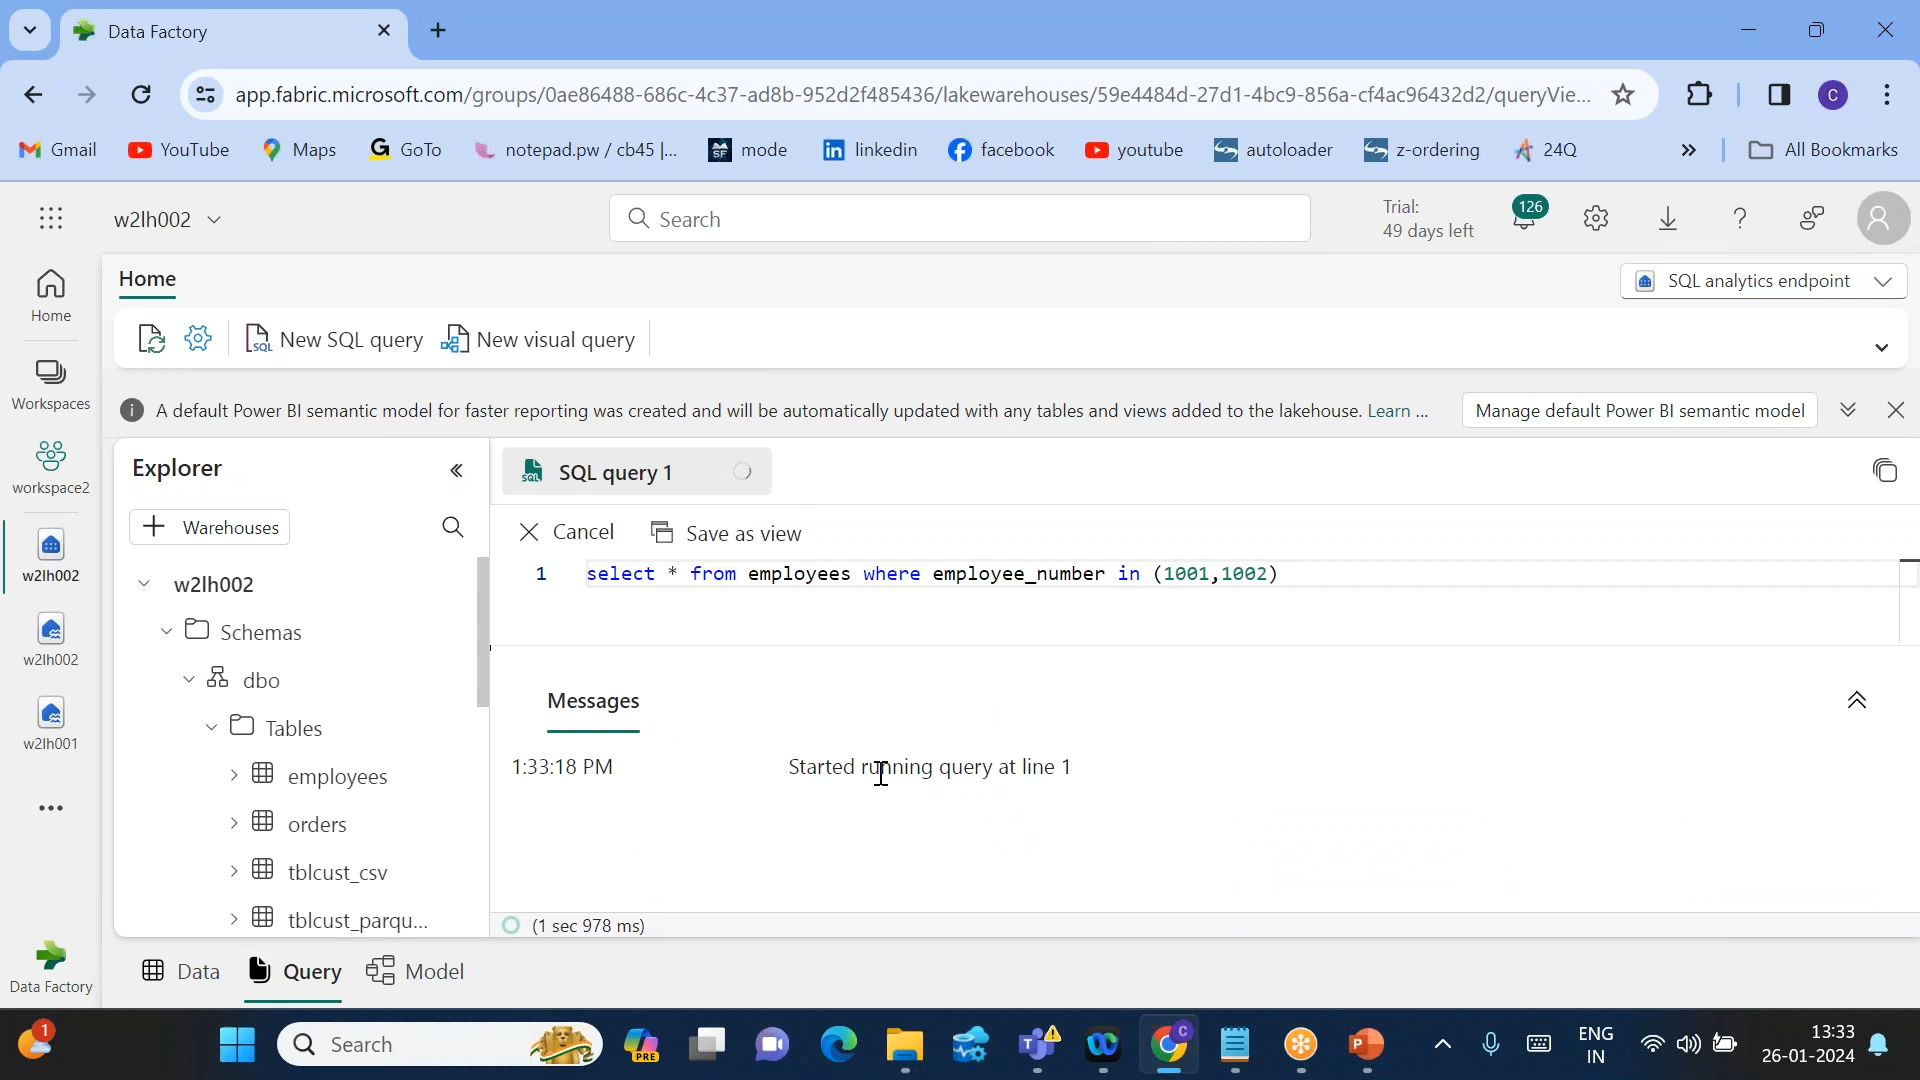 Data Factory
app.fabric.microsoft.com/groups/0ae86488-686c-4c37-ad8b-952d2f485436/lakewarehouses/59e4484d-27d1-4bc9-856a-cf4ac96432d2/queryVie...
C
Gmail
YouTube
Maps
GoTo
notepad.pw / cb45 |...
mode
linkedin
facebook
youtube
autoloader
z-ordering
24Q
All Bookmarks
w2lh002
Search
Trial:
49 days left
126
Home
SQL analytics endpoint
New SQL query
New visual query
A default Power BI semantic model for faster reporting was created and will be automatically updated with any tables and views added to the lakehouse. Learn ...
Manage default Power BI semantic model
Home
Workspaces
workspace2
w2lh002
w2lh002
w2lh001
Data Factory
Explorer
Warehouses
w2lh002
Schemas
dbo
Tables
employees
orders
tblcust_csv
tblcust_parqu...
SQL query 1
Cancel
Save as view
1 select * from employees where employee_number in (1001,1002)
Messages
1:33:18 PM Started running query at line 1
(1 sec 978 ms)
Data
Query
Model
1
Search
PRE
C
ENG
IN
13:33
26-01-2024